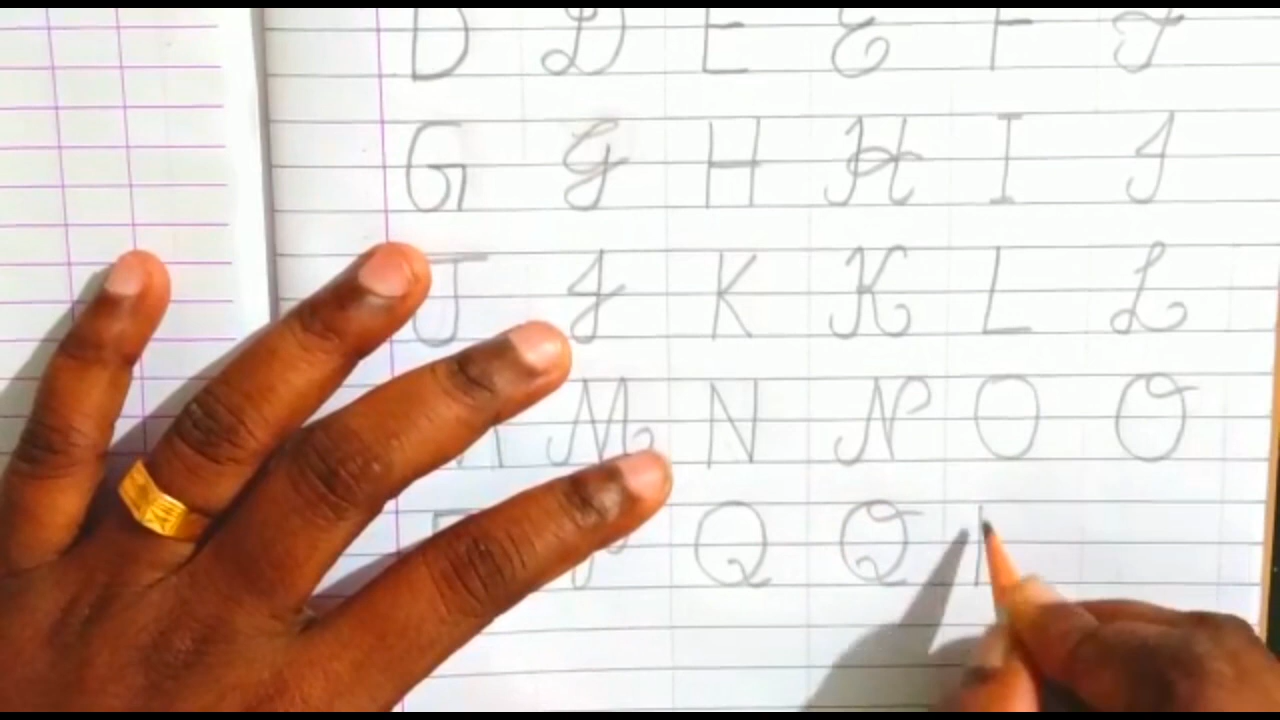 D D E E F F
G G H H I I
J J K K L L
M N N O O
Q Q